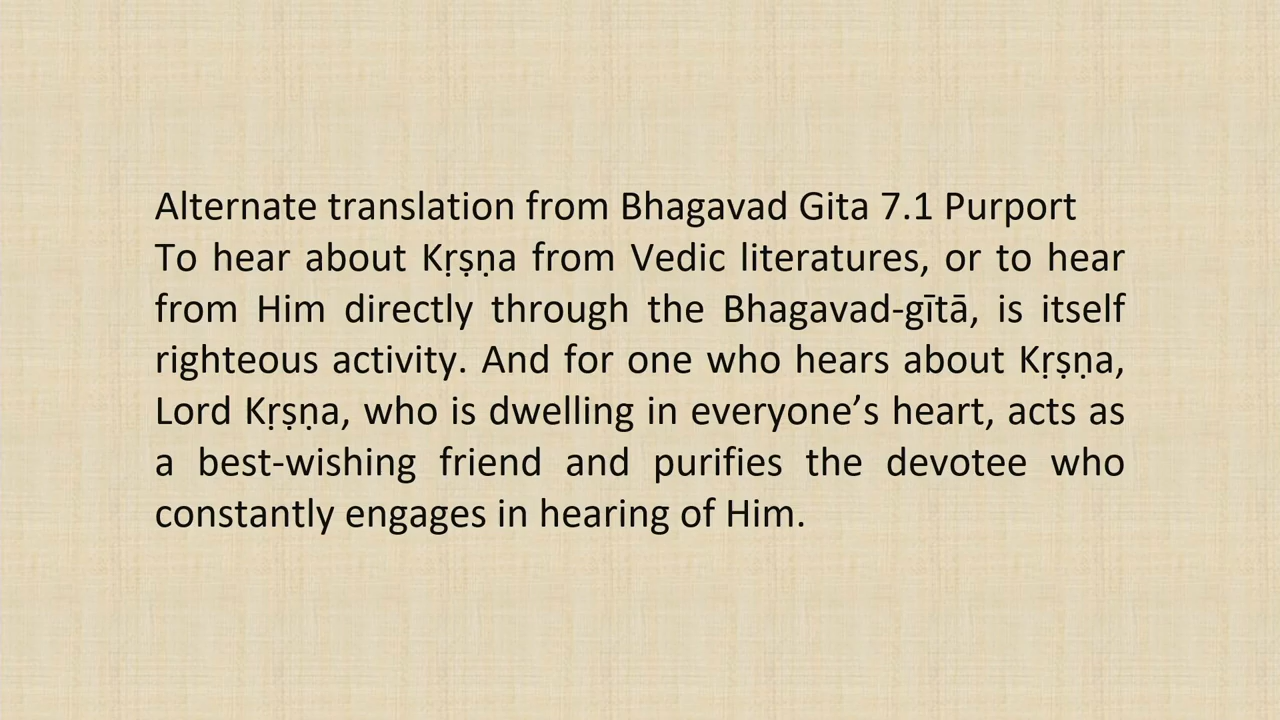 Alternate translation from Bhagavad Gita 7.1 Purport
To hear about Kṛṣṇa from Vedic literatures, or to hear
from Him directly through the Bhagavad-gītā, is itself
righteous activity. And for one who hears about Kṛṣṇa,
Lord Kṛṣṇa, who is dwelling in everyone’s heart, acts as
a best-wishing friend and purifies the devotee who
constantly engages in hearing of Him.